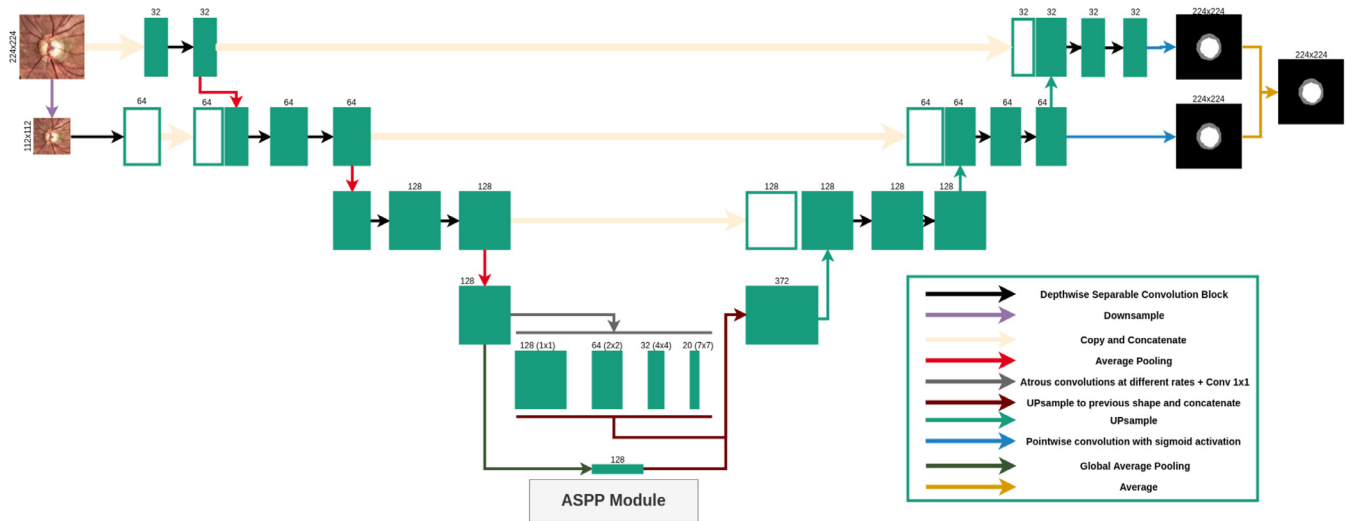 32
32
32
32
32
32
224x224
224x224
224x224
224x224
64
64
64
64
64
64
64
64
224x224
112x112
128
128
128
128
128
128
128
372
128 (1x1)
64 (2x2)
32 (4x4)
20 (7x7)
128
ASPP Module
Depthwise Separable Convolution Block
Downsample
Copy and Concatenate
Average Pooling
Atrous convolutions at different rates + Conv 1x1
UPsample to previous shape and concatenate
UPsample
Pointwise convolution with sigmoid activation
Global Average Pooling
Average